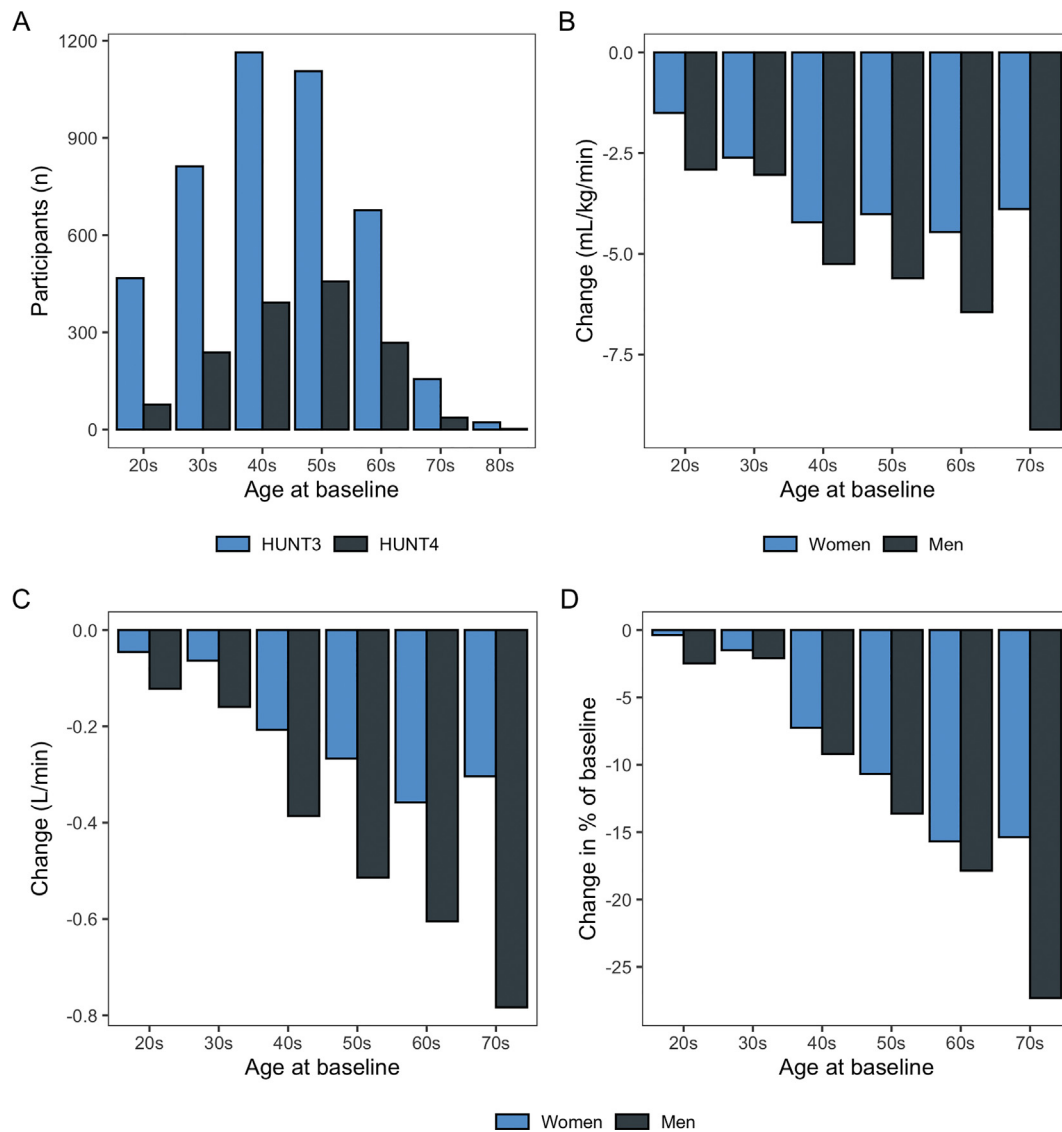 A
Participants (n)
1200
900
600
300
0
20s 30s 40s 50s 60s 70s 80s
Age at baseline
HUNT3 HUNT4
B
Change (mL/kg/min)
0.0
-2.5
-5.0
-7.5
20s 30s 40s 50s 60s 70s
Age at baseline
Women Men
C
Change (L/min)
0.0
-0.2
-0.4
-0.6
-0.8
20s 30s 40s 50s 60s 70s
Age at baseline
D
Change in % of baseline
0
-5
-10
-15
-20
-25
20s 30s 40s 50s 60s 70s
Age at baseline
Women Men